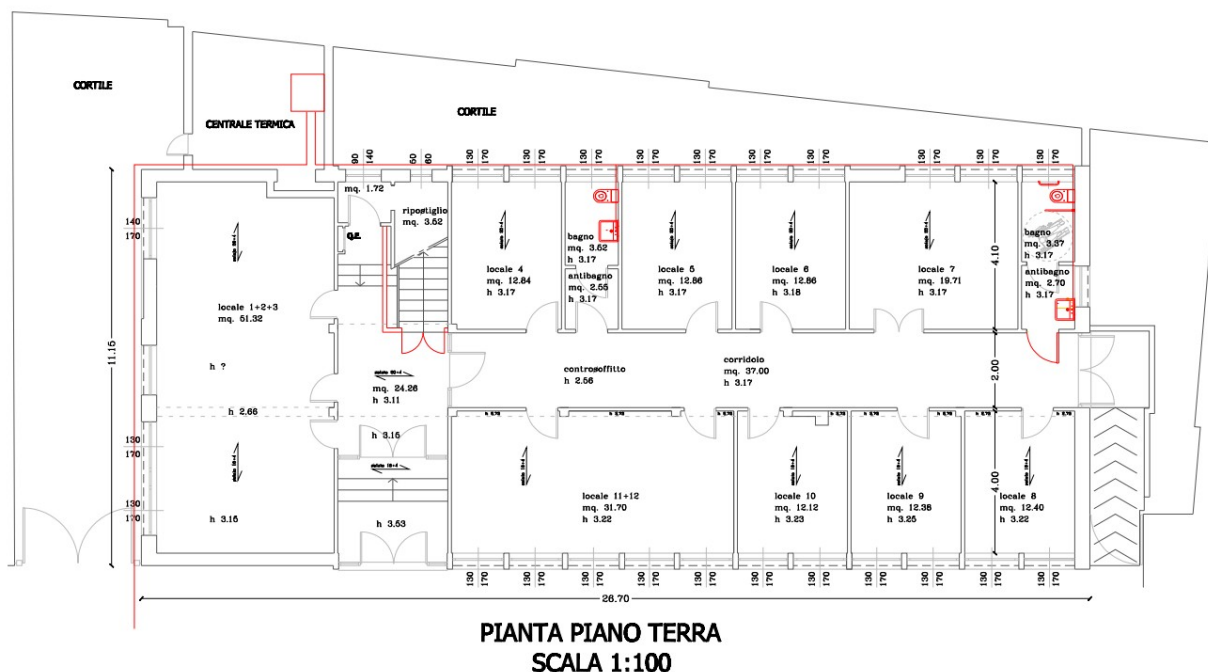 CORTILE
CENTRALE TERMICA
CORTILE
90
140
50
60
130
170
130
170
130
170
130
170
130
170
130
170
130
170
130
170
130
170
mq. 1.72
ripostiglio
mq. 3.52
Q.E.
140
170
locale 1+2+3
mq. 51.32
h ?
h 2.66
130
170
130
170
h 3.15
11.15
locale 4
mq. 12.84
h 3.17
bagno
mq. 3.52
h 3.17
antibagno
mq. 2.55
h 3.17
locale 5
mq. 12.86
h 3.17
locale 6
mq. 12.86
h 3.18
locale 7
mq. 19.71
h 3.17
4.10
bagno
mq. 3.37
h 3.17
antibagno
mq. 2.70
h 3.17
mq. 24.26
h 3.11
h 3.15
h 3.53
controsoffitto
h 2.56
corridoio
mq. 37.00
h 3.17
2.00
locale 11+12
mq. 31.70
h 3.22
locale 10
mq. 12.12
h 3.23
locale 9
mq. 12.38
h 3.25
locale 8
mq. 12.40
h 3.22
4.00
130
170
130
170
130
170
130
170
130
170
130
170
130
170
130
170
130
170
130
170
26.70
PIANTA PIANO TERRA
SCALA 1:100